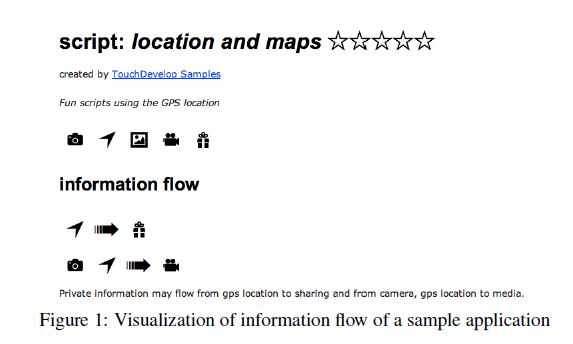 script: location and maps ☆☆☆☆☆
created by TouchDevelop Samples
Fun scripts using the GPS location
information flow
Private information may flow from gps location to sharing and from camera, gps location to media.
Figure 1: Visualization of information flow of a sample application